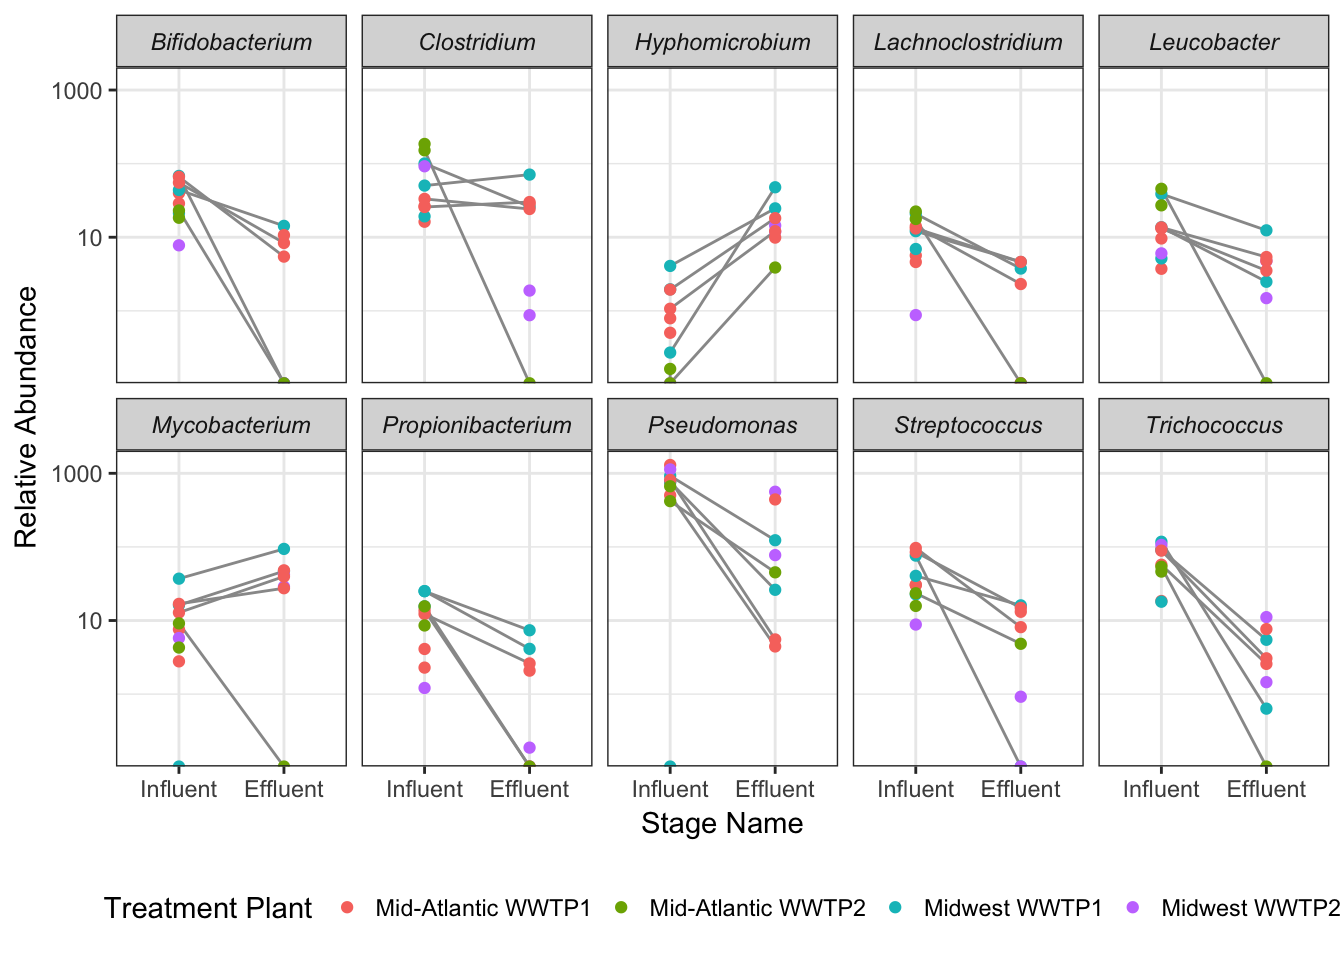 Bifidobacterium Clostridium Hyphomicrobium Lachnoclostridium Leucobacter
1000
10
Mycobacterium Propionibacterium Pseudomonas Streptococcus Trichococcus
1000
10
Relative Abundance
Influent Effluent Influent Effluent Influent Effluent Influent Effluent Influent Effluent
Stage Name
Treatment Plant Mid-Atlantic WWTP1 Mid-Atlantic WWTP2 Midwest WWTP1 Midwest WWTP2